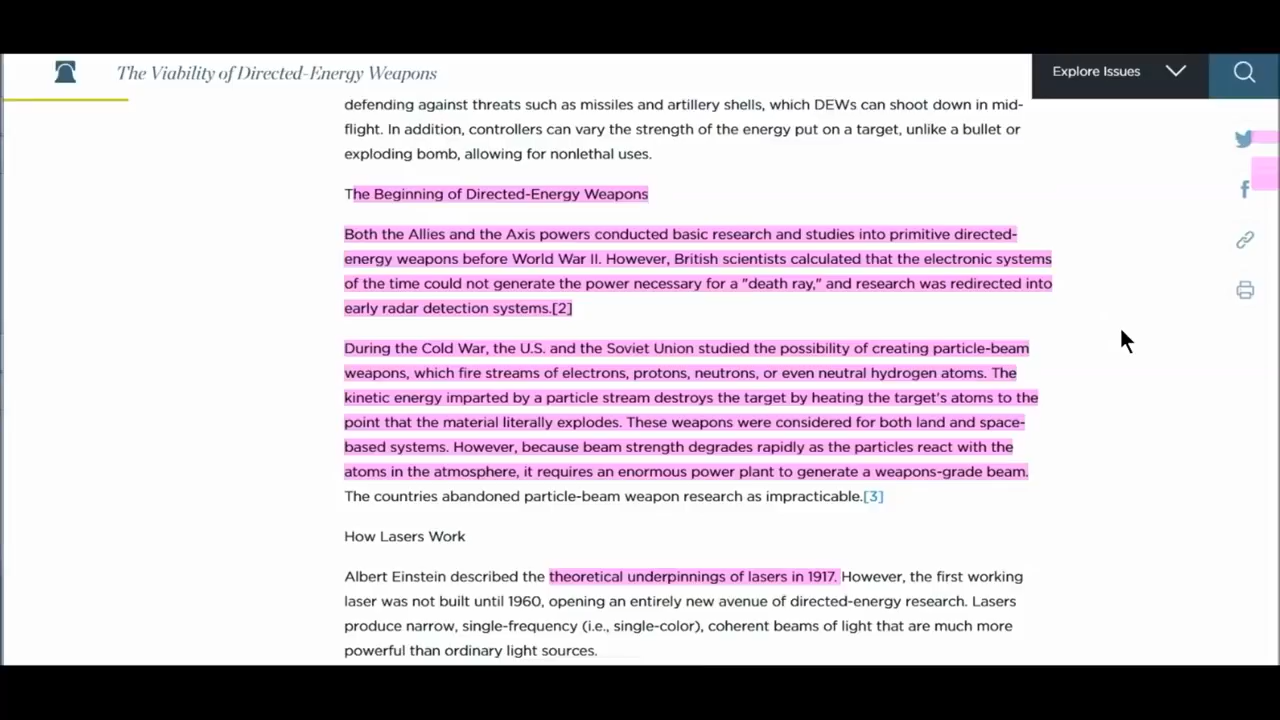 The Viability of Directed-Energy Weapons
Explore Issues
defending against threats such as missiles and artillery shells, which DEWs can shoot down in mid-
flight. In addition, controllers can vary the strength of the energy put on a target, unlike a bullet or
exploding bomb, allowing for nonlethal uses.
The Beginning of Directed-Energy Weapons
Both the Allies and the Axis powers conducted basic research and studies into primitive directed-
energy weapons before World War II. However, British scientists calculated that the electronic systems
of the time could not generate the power necessary for a "death ray," and research was redirected into
early radar detection systems.[2]
During the Cold War, the U.S. and the Soviet Union studied the possibility of creating particle-beam
weapons, which fire streams of electrons, protons, neutrons, or even neutral hydrogen atoms. The
kinetic energy imparted by a particle stream destroys the target by heating the target's atoms to the
point that the material literally explodes. These weapons were considered for both land and space-
based systems. However, because beam strength degrades rapidly as the particles react with the
atoms in the atmosphere, it requires an enormous power plant to generate a weapons-grade beam.
The countries abandoned particle-beam weapon research as impracticable.[3]
How Lasers Work
Albert Einstein described the theoretical underpinnings of lasers in 1917. However, the first working
laser was not built until 1960, opening an entirely new avenue of directed-energy research. Lasers
produce narrow, single-frequency (i.e., single-color), coherent beams of light that are much more
powerful than ordinary light sources.